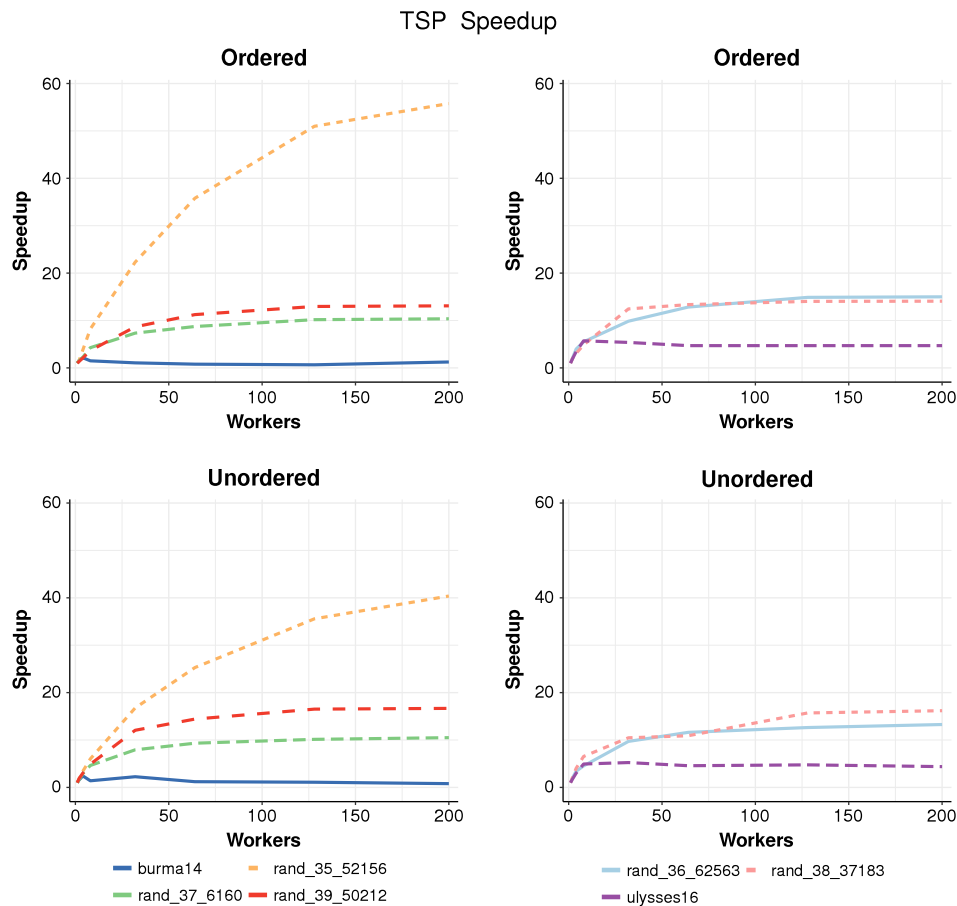 TSP Speedup
Ordered
60
40
20
0
Speedup
0 50 100 150 200
Workers
Ordered
60
40
20
0
Speedup
0 50 100 150 200
Workers
Unordered
60
40
20
0
Speedup
0 50 100 150 200
Workers
Unordered
60
40
20
0
Speedup
0 50 100 150 200
Workers
burma14 rand_35_52156
rand_37_6160 rand_39_50212
rand_36_62563 rand_38_37183
ulysses16